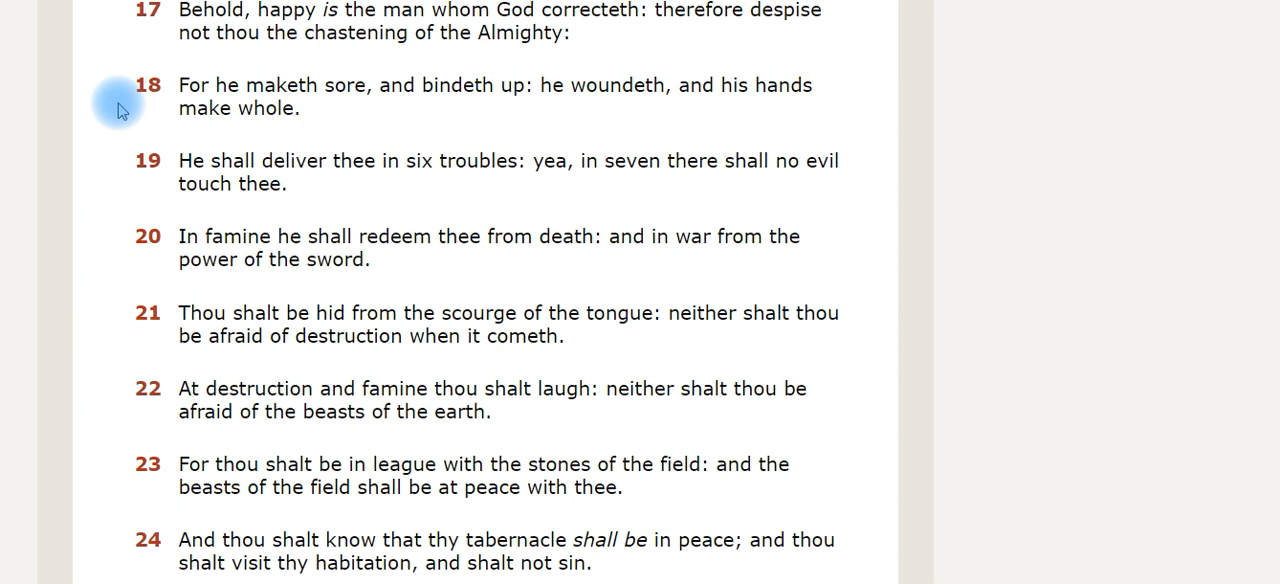 17 Behold, happy is the man whom God correcteth: therefore despise
not thou the chastening of the Almighty:
18 For he maketh sore, and bindeth up: he woundeth, and his hands
make whole.
19 He shall deliver thee in six troubles: yea, in seven there shall no evil
touch thee.
20 In famine he shall redeem thee from death: and in war from the
power of the sword.
21 Thou shalt be hid from the scourge of the tongue: neither shalt thou
be afraid of destruction when it cometh.
22 At destruction and famine thou shalt laugh: neither shalt thou be
afraid of the beasts of the earth.
23 For thou shalt be in league with the stones of the field: and the
beasts of the field shall be at peace with thee.
24 And thou shalt know that thy tabernacle shall be in peace; and thou
shalt visit thy habitation, and shalt not sin.